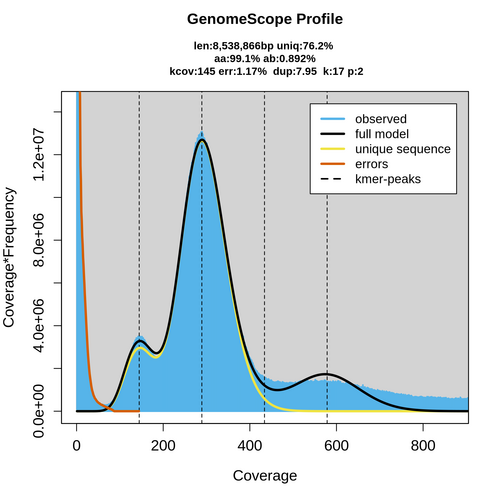 GenomeScope Profile
len:8,538,866bp uniq:76.2%
aa:99.1% ab:0.892%
kcov:145 err:1.17% dup:7.95 k:17 p:2
observed
full model
unique sequence
errors
kmer-peaks
Coverage*Frequency
1.2e+07
8.0e+06
4.0e+06
0.0e+00
0 200 400 600 800
Coverage